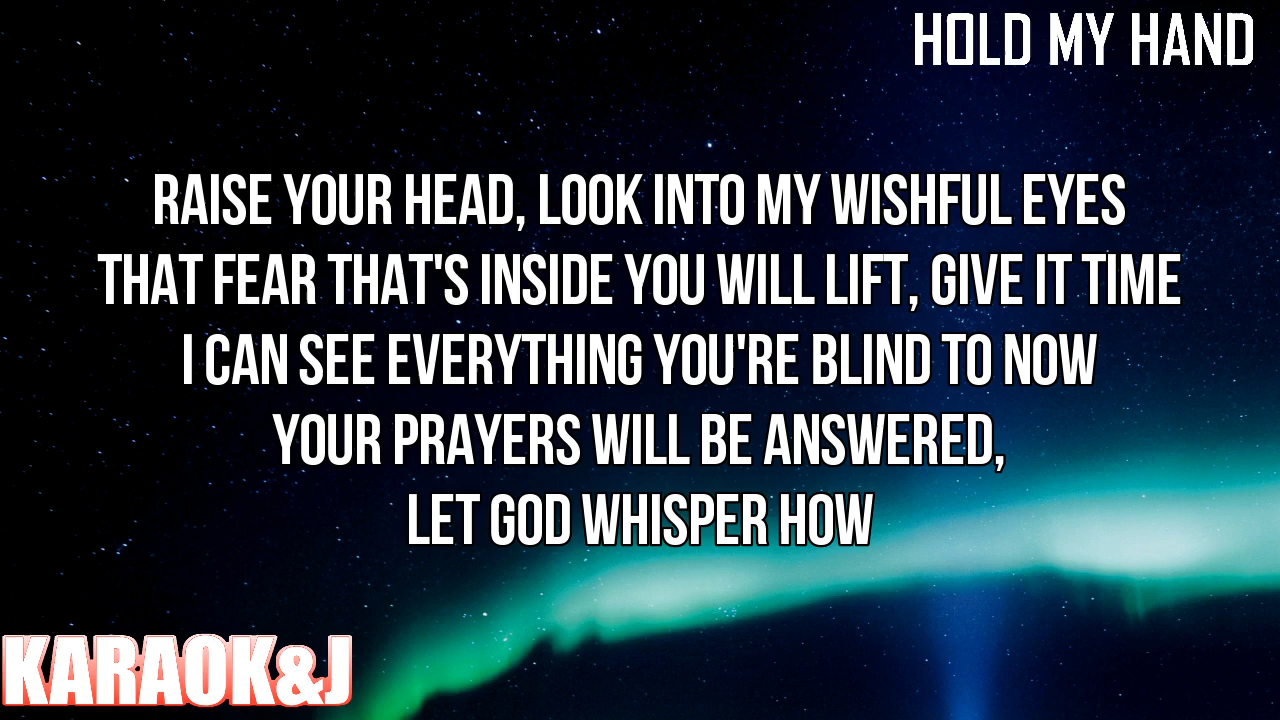 HOLD MY HAND
RAISE YOUR HEAD, LOOK INTO MY WISHFUL EYES
THAT FEAR THAT'S INSIDE YOU WILL LIFT, GIVE IT TIME
I CAN SEE EVERYTHING YOU'RE BLIND TO NOW
YOUR PRAYERS WILL BE ANSWERED,
LET GOD WHISPER HOW
KARAOK&J